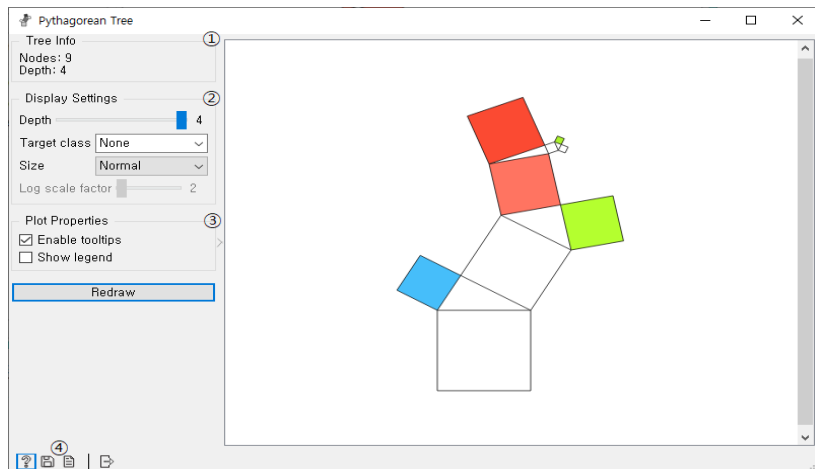 Pythagorean Tree
Tree Info ①
Nodes: 9
Depth: 4
Display Settings ②
Depth 4
Target class None
Size Normal
Log scale factor 2
Plot Properties ③
Enable tooltips
Show legend
Redraw
④
?